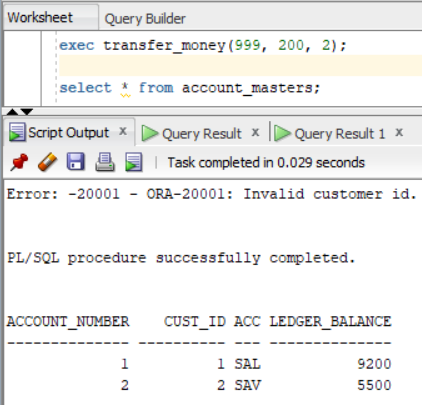 Worksheet Query Builder
exec transfer_money(999, 200, 2);
select * from account_masters;
Script Output x Query Result x Query Result 1 x
Task completed in 0.029 seconds
Error: -20001 - ORA-20001: Invalid customer id.
PL/SQL procedure successfully completed.
ACCOUNT_NUMBER CUST_ID ACC LEDGER_BALANCE
-------------- ---------- --- --------------
1 1 SAL 9200
2 2 SAV 5500